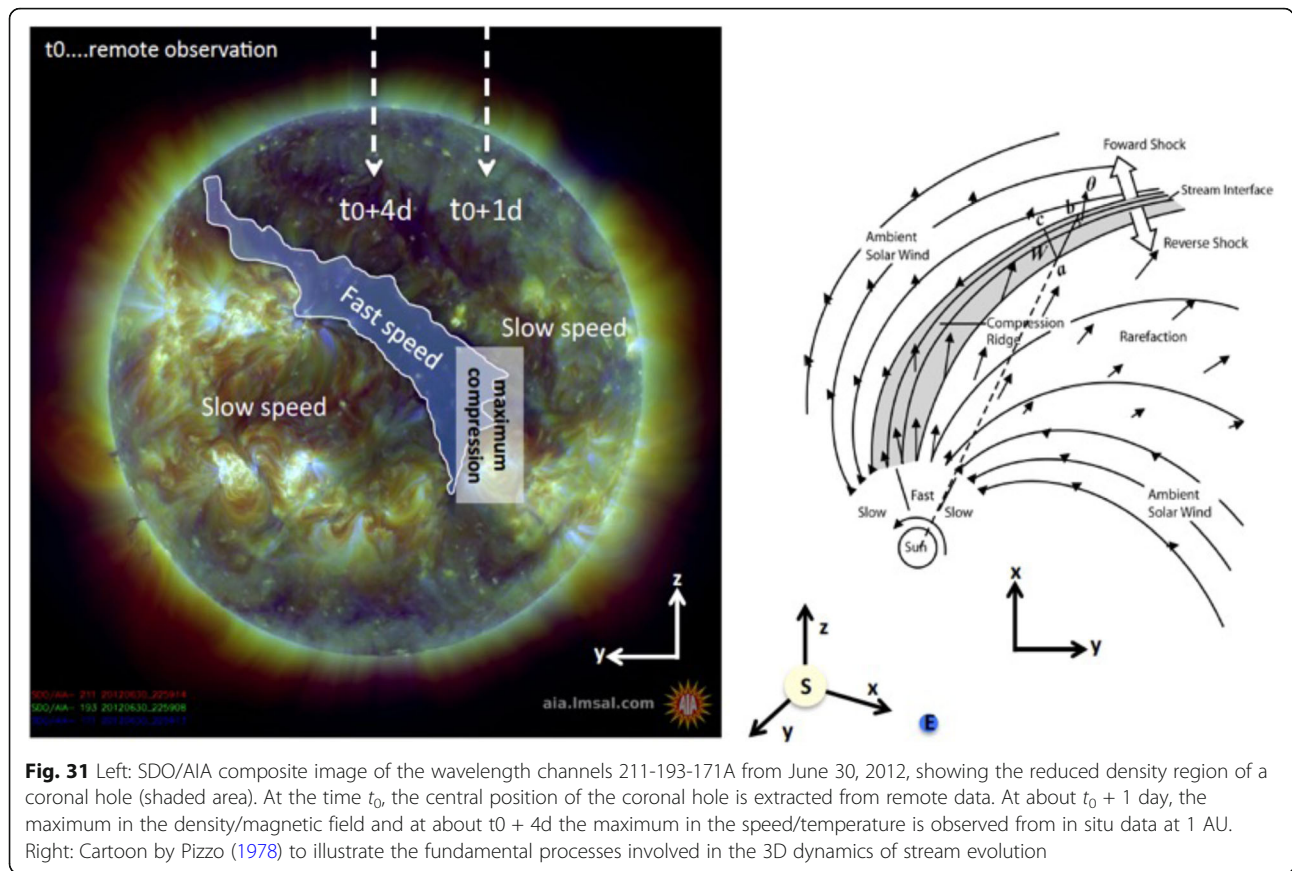 t0....remote observation
t0+4d
t0+1d
Fast speed
Slow speed
Slow speed
maximum
compression
z
y
SDO/AIA- 211 20120630_225914
SDO/AIA- 193 20120630_225908
aia.lmsal.com
AIA
Foward Shock
θ
Stream Interface
b
c
Ambient
Solar Wind
Reverse Shock
W
a
Compression
Ridge
Rarefaction
Ambient
Solar Wind
Slow
Fast
Slow
Sun
x
y
z
S
x
y
E
Fig. 31 Left: SDO/AIA composite image of the wavelength channels 211-193-171A from June 30, 2012, showing the reduced density region of a
coronal hole (shaded area). At the time t0, the central position of the coronal hole is extracted from remote data. At about t0 + 1 day, the
maximum in the density/magnetic field and at about t0 + 4d the maximum in the speed/temperature is observed from in situ data at 1 AU.
Right: Cartoon by Pizzo (1978) to illustrate the fundamental processes involved in the 3D dynamics of stream evolution